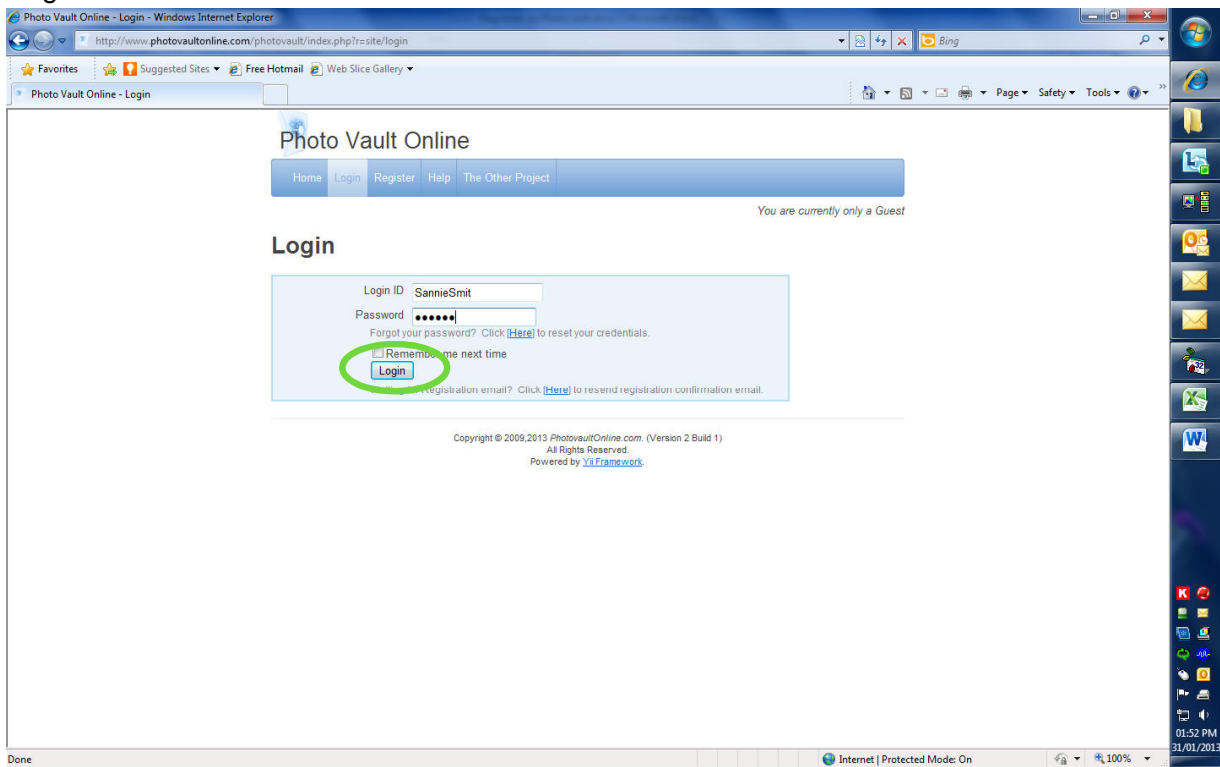 Photo Vault Online - Login - Windows Internet Explorer
http://www.photovaultonline.com/photovault/index.php?r=site/login
Bing
Favorites Suggested Sites Free Hotmail Web Slice Gallery
Photo Vault Online - Login
Page Safety Tools
Photo Vault Online
Home Login Register Help The Other Project
You are currently only a Guest
Login
Login ID SannieSmit
Password ●●●●●●
Forgot your password? Click [Here] to reset your credentials.
Remember me next time
Login
Registration email? Click [Here] to resend registration confirmation email.
Copyright © 2009,2013 PhotovaultOnline.com. (Version 2 Build 1)
All Rights Reserved.
Powered by Yii Framework.
01:52 PM
31/01/2013
Done
Internet | Protected Mode: On
100%